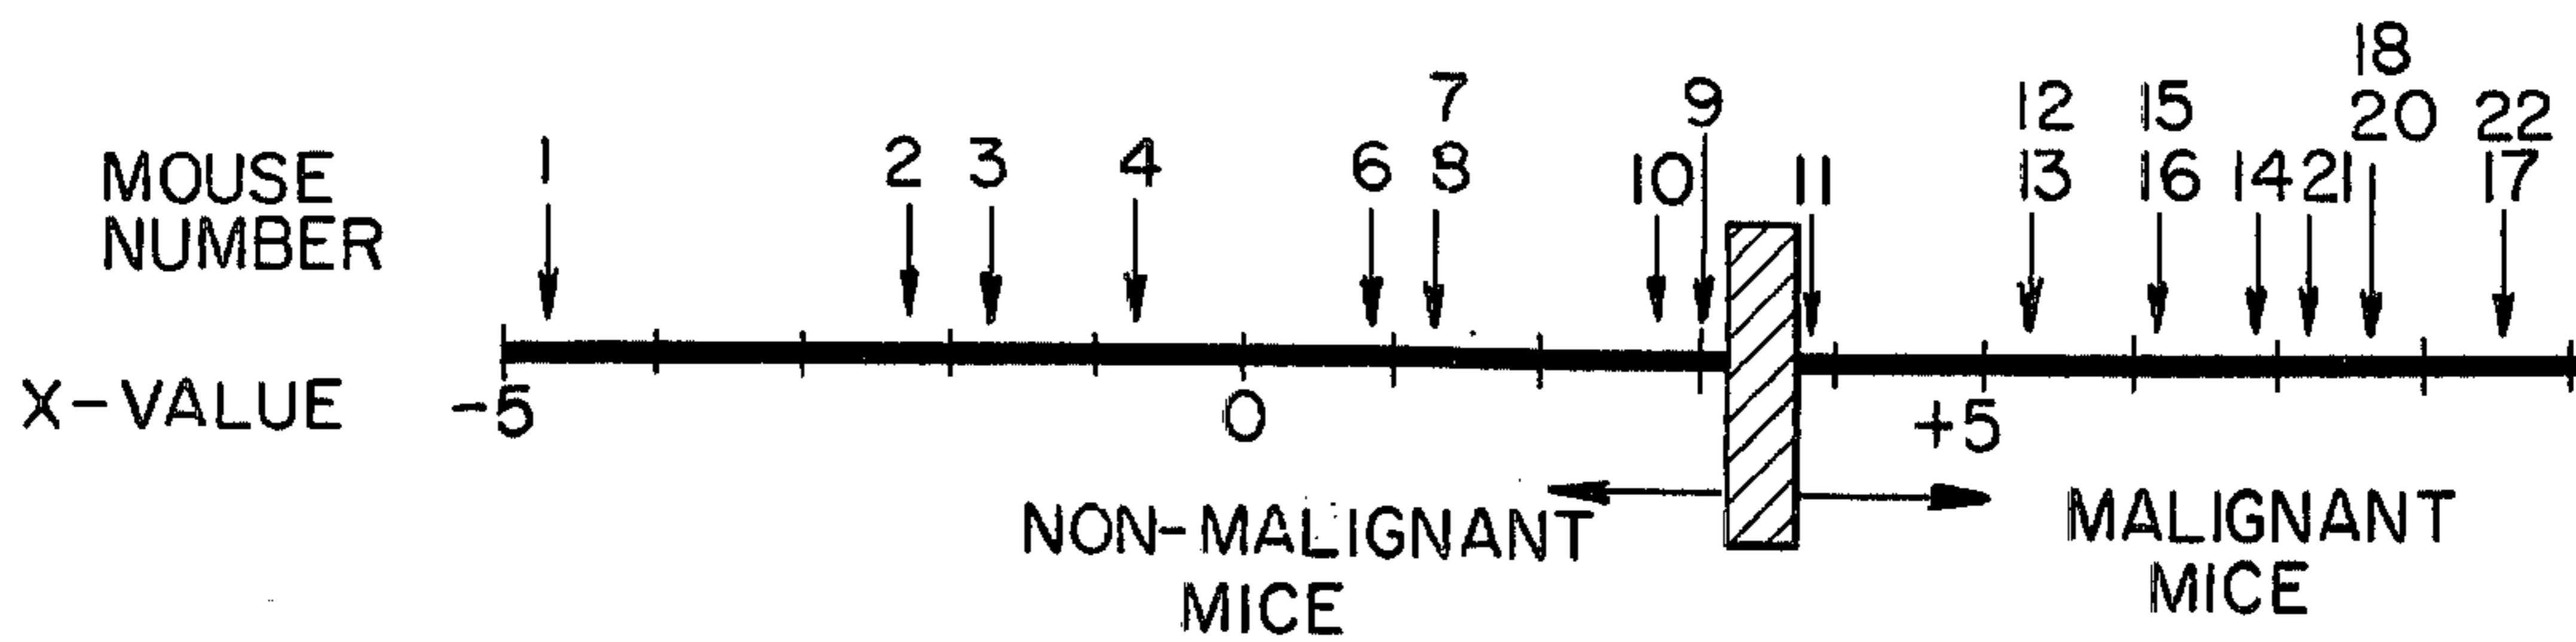 18
7 9 12 15 20 22
1 2 3 4 6 8 10 11 13 16 14 21 17
MOUSE
NUMBER
X-VALUE -5 0 +5
NON-MALIGNANT
MICE
MALIGNANT
MICE